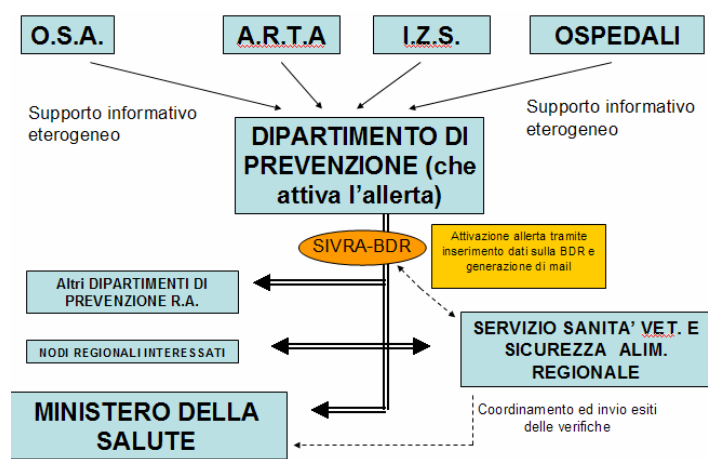 O.S.A.
A.R.T.A
I.Z.S.
OSPEDALI
Supporto informativo
eterogeneo
Supporto informativo
eterogeneo
DIPARTIMENTO DI
PREVENZIONE (che
attiva l'allerta)
SIVRA-BDR
Attivazione allerta tramite
inserimento dati sulla BDR e
generazione di mail
Altri DIPARTIMENTI DI
PREVENZIONE R.A.
NODI REGIONALI INTERESSATI
SERVIZIO SANITA' VET. E
SICUREZZA ALIM.
REGIONALE
MINISTERO DELLA
SALUTE
Coordinamento ed invio esiti
delle verifiche